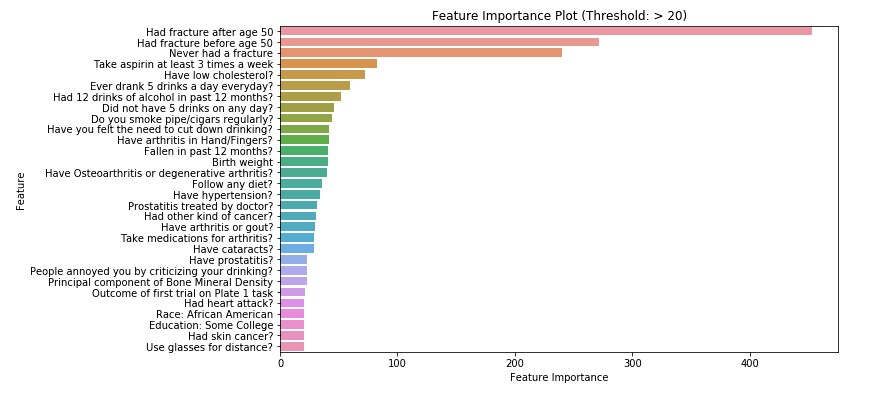 Feature Importance Plot (Threshold: > 20)
Had fracture after age 50
Had fracture before age 50
Never had a fracture
Take aspirin at least 3 times a week
Have low cholesterol?
Ever drank 5 drinks a day everyday?
Had 12 drinks of alcohol in past 12 months?
Did not have 5 drinks on any day?
Do you smoke pipe/cigars regularly?
Have you felt the need to cut down drinking?
Have arthritis in Hand/Fingers?
Fallen in past 12 months?
Birth weight
Have Osteoarthritis or degenerative arthritis?
Follow any diet?
Have hypertension?
Prostatitis treated by doctor?
Had other kind of cancer?
Have arthritis or gout?
Take medications for arthritis?
Have cataracts?
Have prostatitis?
People annoyed you by criticizing your drinking?
Principal component of Bone Mineral Density
Outcome of first trial on Plate 1 task
Had heart attack?
Race: African American
Education: Some College
Had skin cancer?
Use glasses for distance?
Feature
0 100 200 300 400
Feature Importance